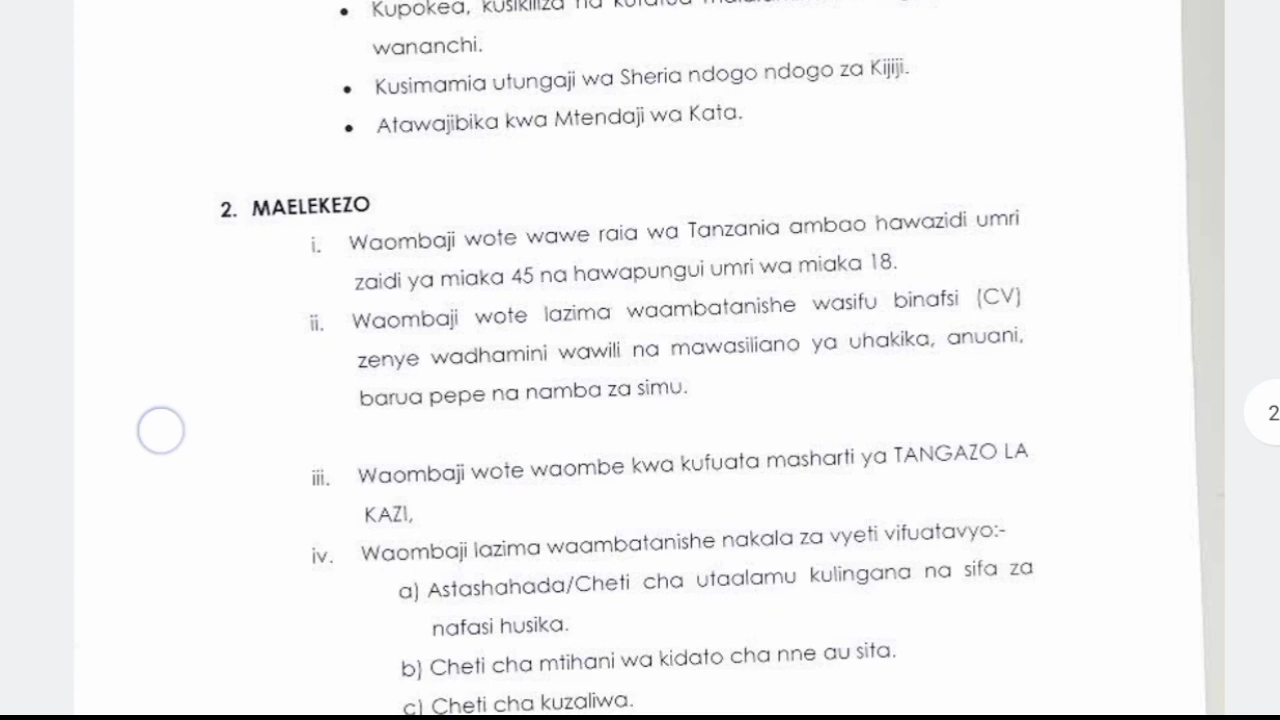 • Kupokea, kusikiliza na
wananchi.
• Kusimamia utungaji wa Sheria ndogo ndogo za Kijiji.
• Atawajibika kwa Mtendaji wa Kata.
2. MAELEKEZO
i. Waombaji wote wawe raia wa Tanzania ambao hawazidi umri
zaidi ya miaka 45 na hawapungui umri wa miaka 18.
ii. Waombaji wote lazima waambatanishe wasifu binafsi (CV)
zenye wadhamini wawili na mawasiliano ya uhakika, anuani,
barua pepe na namba za simu.
iii. Waombaji wote waombe kwa kufuata masharti ya TANGAZO LA
KAZI,
iv. Waombaji lazima waambatanishe nakala za vyeti vifuatavyo:-
a) Astashahada/Cheti cha utaalamu kulingana na sifa za
nafasi husika.
b) Cheti cha mtihani wa kidato cha nne au sita.
c) Cheti cha kuzaliwa.
2